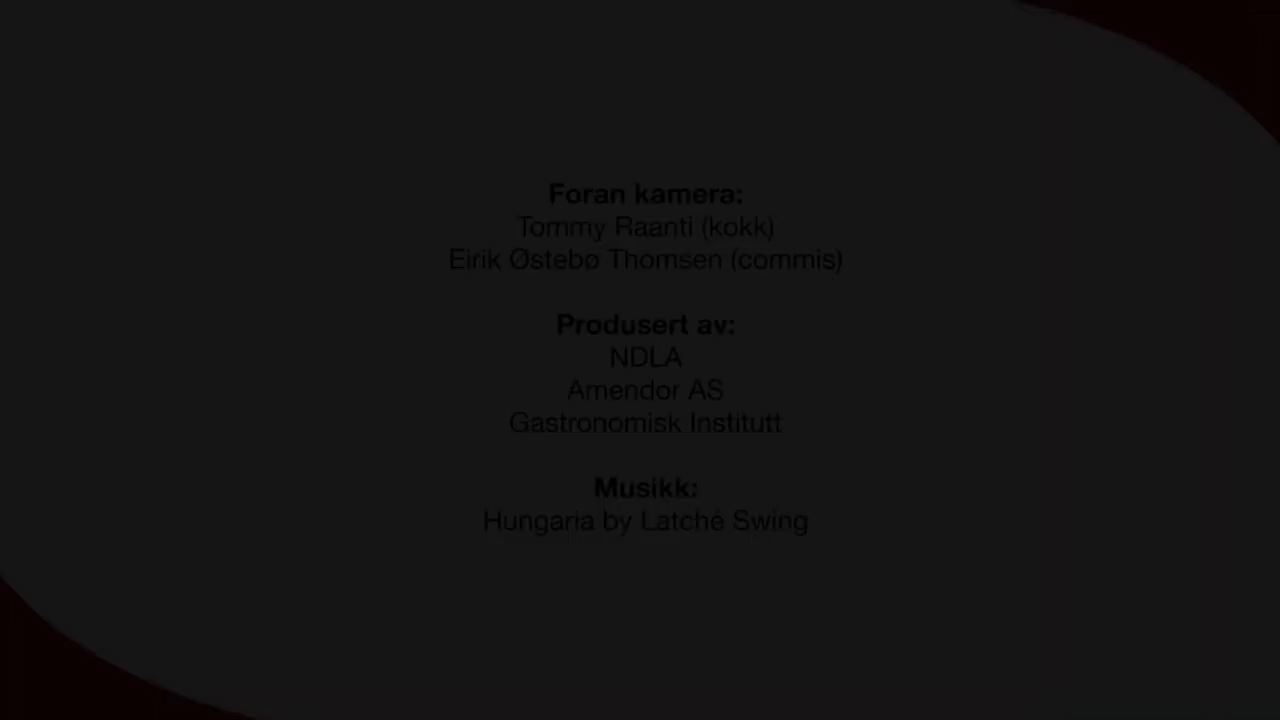 Foran kamera:
Tommy Raanti (kokk)
Eirik Østebø Thomsen (commis)
Produsert av:
NDLA
Amendor AS
Gastronomisk Institutt
Musikk:
Hungaria by Latché Swing